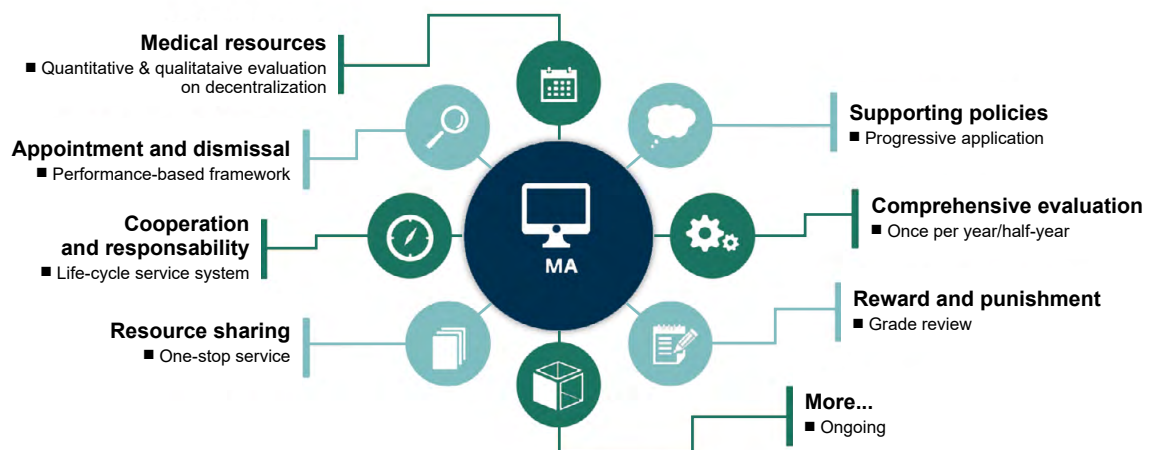 Medical resources
■ Quantitative & qualitataive evaluation
on decentralization
Appointment and dismissal
■ Performance-based framework
Cooperation
and responsability
■ Life-cycle service system
Resource sharing
■ One-stop service
MA
Supporting policies
■ Progressive application
Comprehensive evaluation
■ Once per year/half-year
Reward and punishment
■ Grade review
More...
■ Ongoing